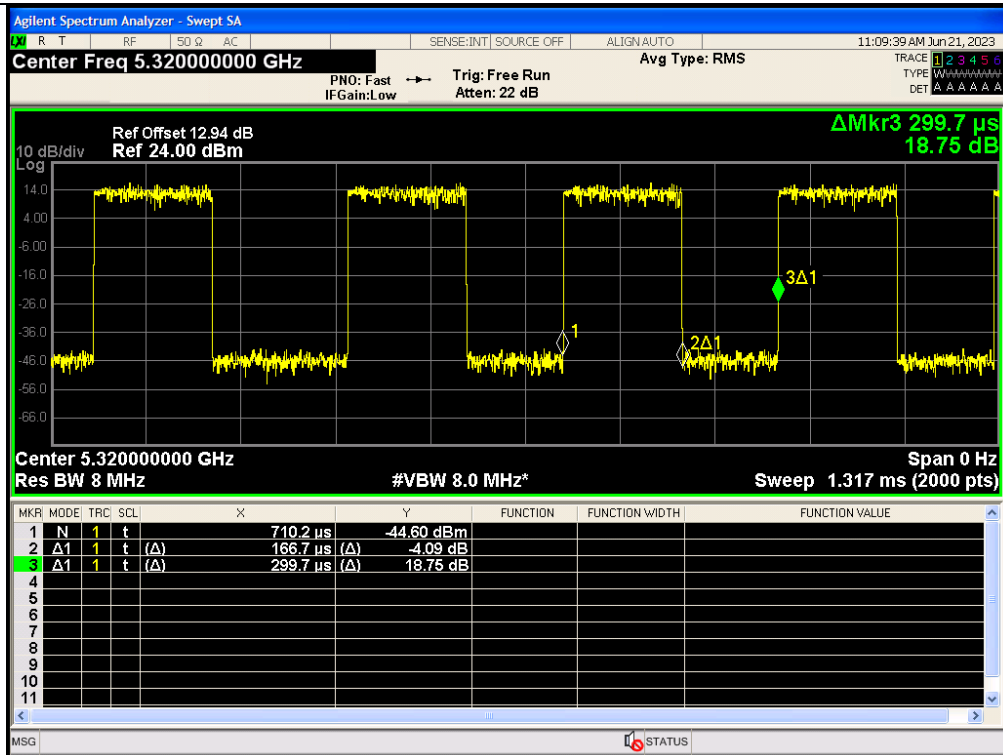 Agilent Spectrum Analyzer - Swept SA
LXI R T RF 50 Ω AC SENSE:INT SOURCE OFF ALIGN AUTO 11:09:39 AM Jun 21, 2023
Center Freq 5.320000000 GHz Avg Type: RMS TRACE 1 2 3 4 5 6
PNO: Fast Trig: Free Run TYPE WWWWWW
IFGain:Low Atten: 22 dB DET A A A A A A
ΔMkr3 299.7 µs
Ref Offset 12.94 dB
10 dB/div Ref 24.00 dBm 18.75 dB
Log
14.0
4.00
-6.00
-16.0
3Δ1
-26.0
-36.0
1
2Δ1
-46.0
-56.0
-66.0
Center 5.320000000 GHz Span 0 Hz
Res BW 8 MHz #VBW 8.0 MHz* Sweep 1.317 ms (2000 pts)
MKR MODE TRC SCL X Y FUNCTION FUNCTION WIDTH FUNCTION VALUE
1 N 1 t 710.2 µs -44.60 dBm
2 Δ1 1 t (Δ) 166.7 µs (Δ) -4.09 dB
3 Δ1 1 t (Δ) 299.7 µs (Δ) 18.75 dB
4
5
6
7
8
9
10
11
MSG STATUS